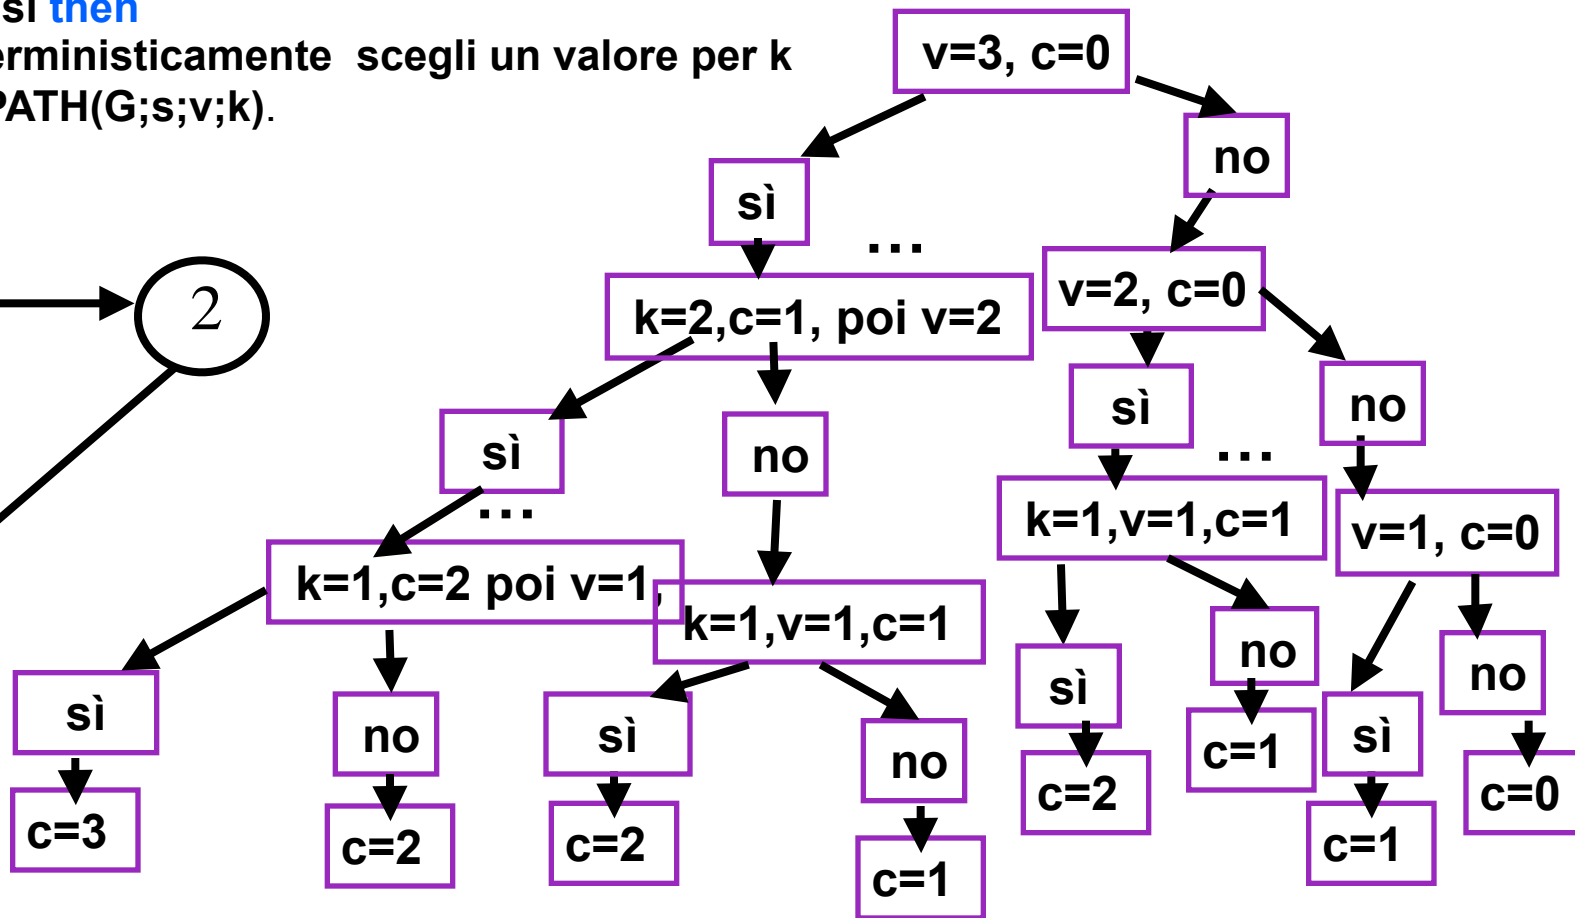 sì then
erministicamente scegli un valore per k
PATH(G;s;v;k).
v=3, c=0
no
sì
...
v=2, c=0
k=2,c=1, poi v=2
2
sì
no
sì
no
...
...
k=1,v=1,c=1
v=1, c=0
k=1,c=2 poi v=1,
k=1,v=1,c=1
sì
no
sì
no
sì
no
sì
no
c=3
c=2
c=2
c=1
c=2
c=1
c=1
c=0